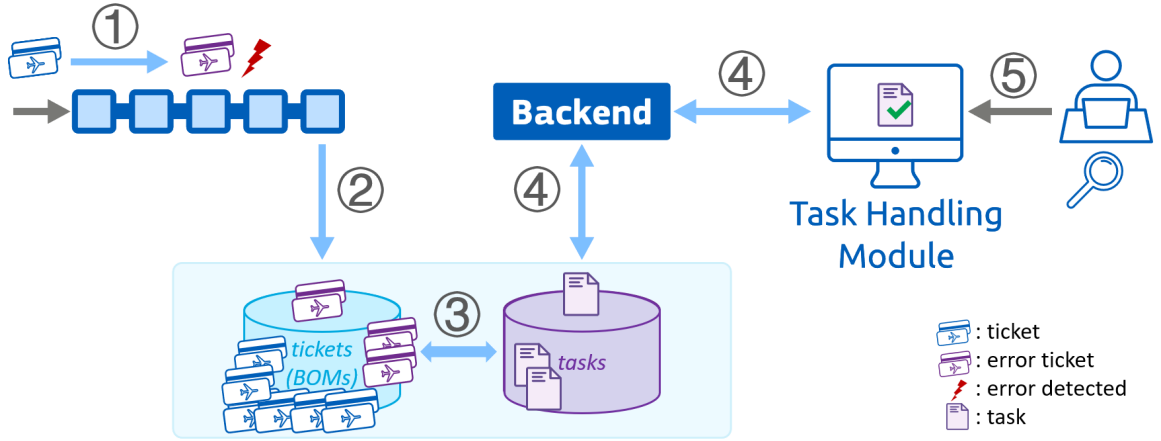 ①
②
Backend
④
④
⑤
Task Handling
Module
③
tickets
(BOMs)
tasks
: ticket
: error ticket
: error detected
: task